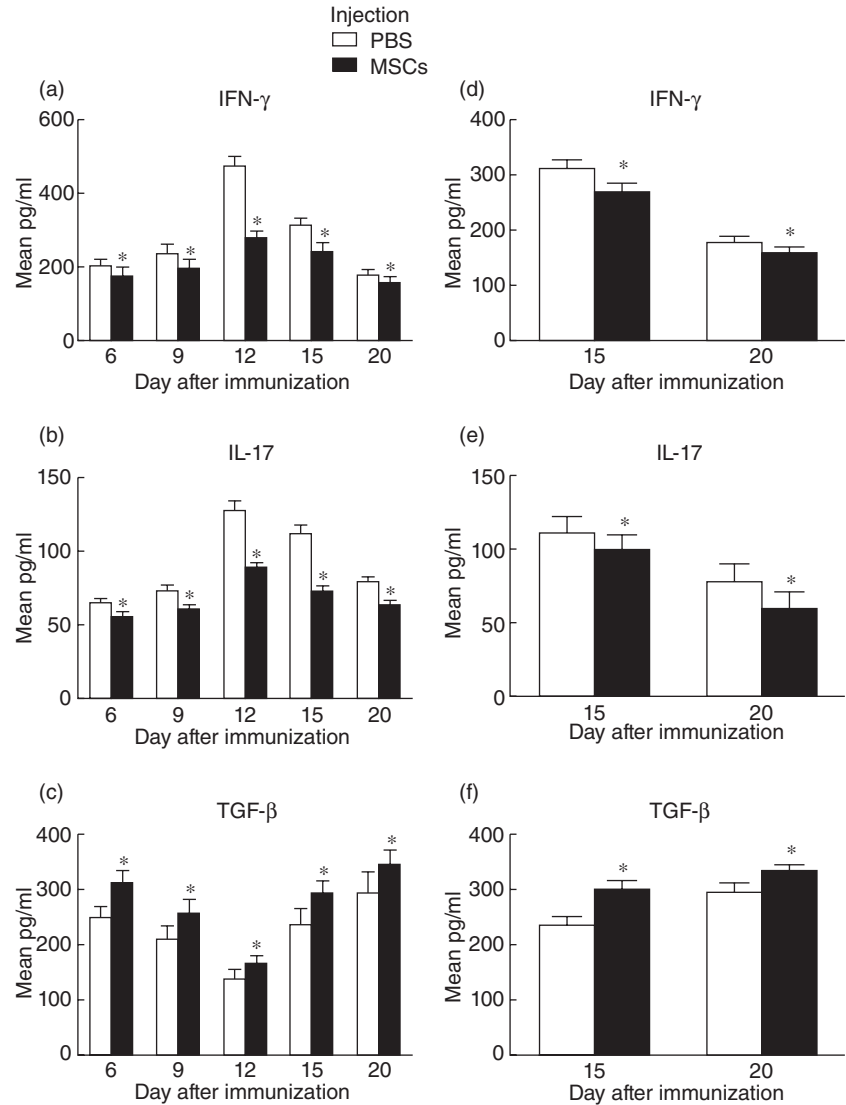 Injection
PBS
MSCs
(a)
IFN-γ
600
400
200
0
Mean pg/ml
* * * * *
6 9 12 15 20
Day after immunization
(d)
IFN-γ
400
300
200
100
0
Mean pg/ml
* *
15 20
Day after immunization
(b)
IL-17
150
100
50
0
Mean pg/ml
* * * * *
6 9 12 15 20
Day after immunization
(e)
IL-17
150
100
50
0
Mean pg/ml
* *
15 20
Day after immunization
(c)
TGF-β
400
300
200
100
0
Mean pg/ml
* * * * *
6 9 12 15 20
Day after immunization
(f)
TGF-β
400
300
200
100
0
Mean pg/ml
* *
15 20
Day after immunization